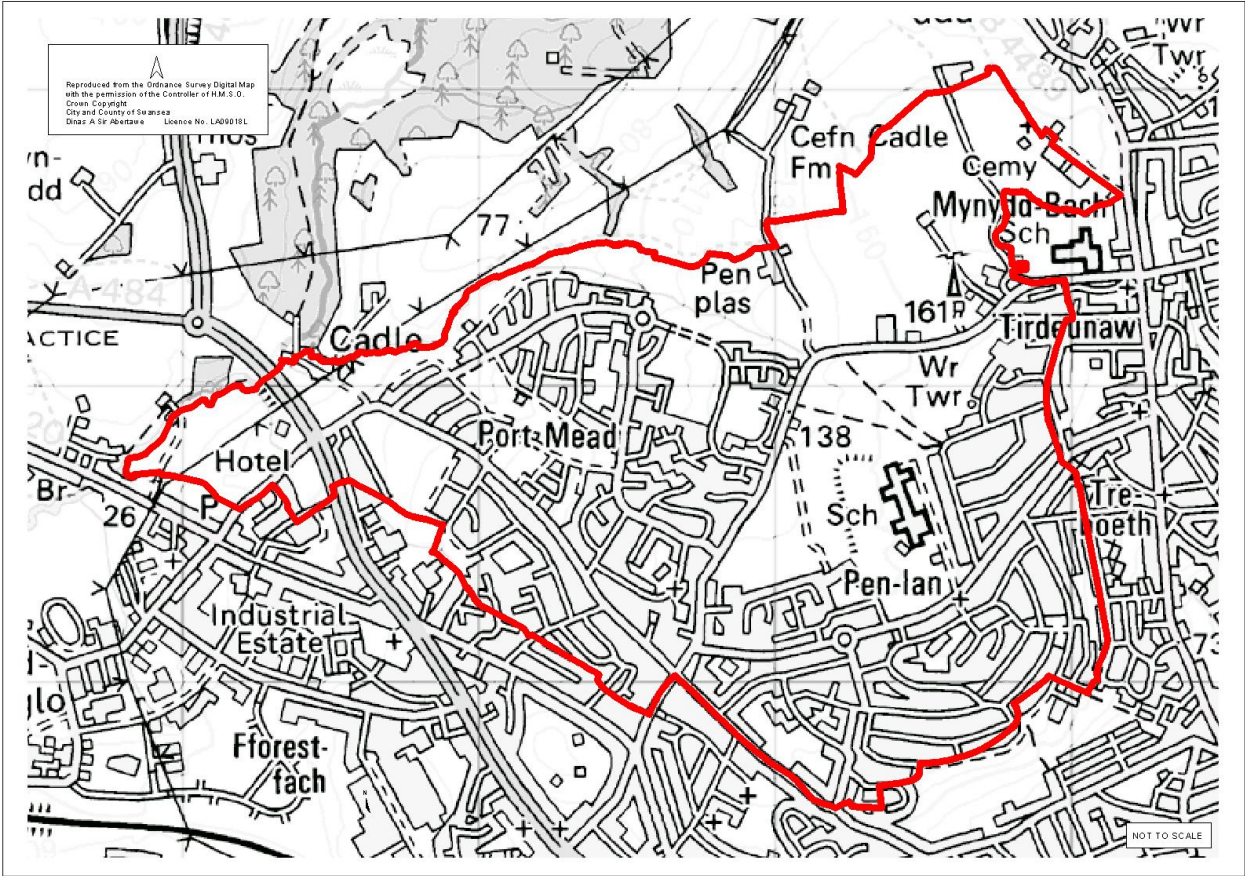 Reproduced from the Ordnance Survey Digital Map
with the permission of the Controller of H.M.S.O.
Crown Copyright
City and County of Swansea
Dinas A Sir Abertawe Licence No. LA09018L
Wr
Twr
Cefn Cadle
Fm
Cemy
Mynydd-Bach
Sch
77
Pen
plas
161
A 484
ACTICE
Cadle
Tirdeunaw
Wr
Twr
Port-Mead
138
Hotel
Br
P
26
Sch
Tre-
boeth
Pen-lan
Industrial
Estate
73
glo
Fforest-
fach
N
NOT TO SCALE